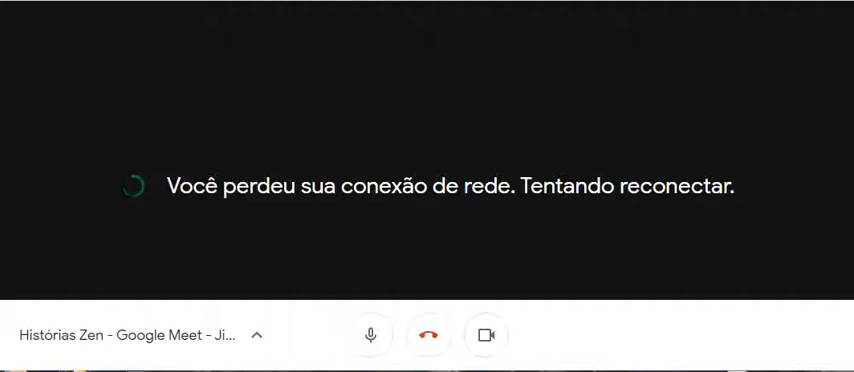 Você perdeu sua conexão de rede. Tentando reconectar.
Histórias Zen - Google Meet - Ji...